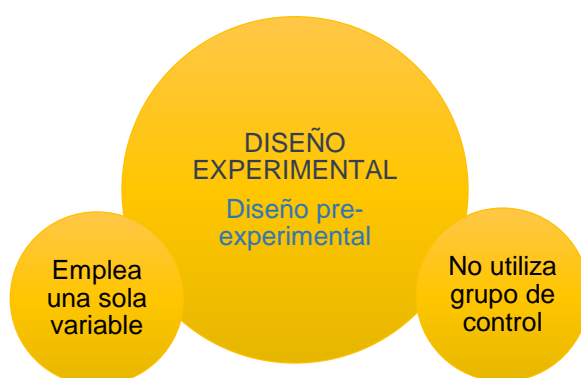 DISEÑO
EXPERIMENTAL
Diseño pre-
experimental
Emplea
una sola
variable
No utiliza
grupo de
control